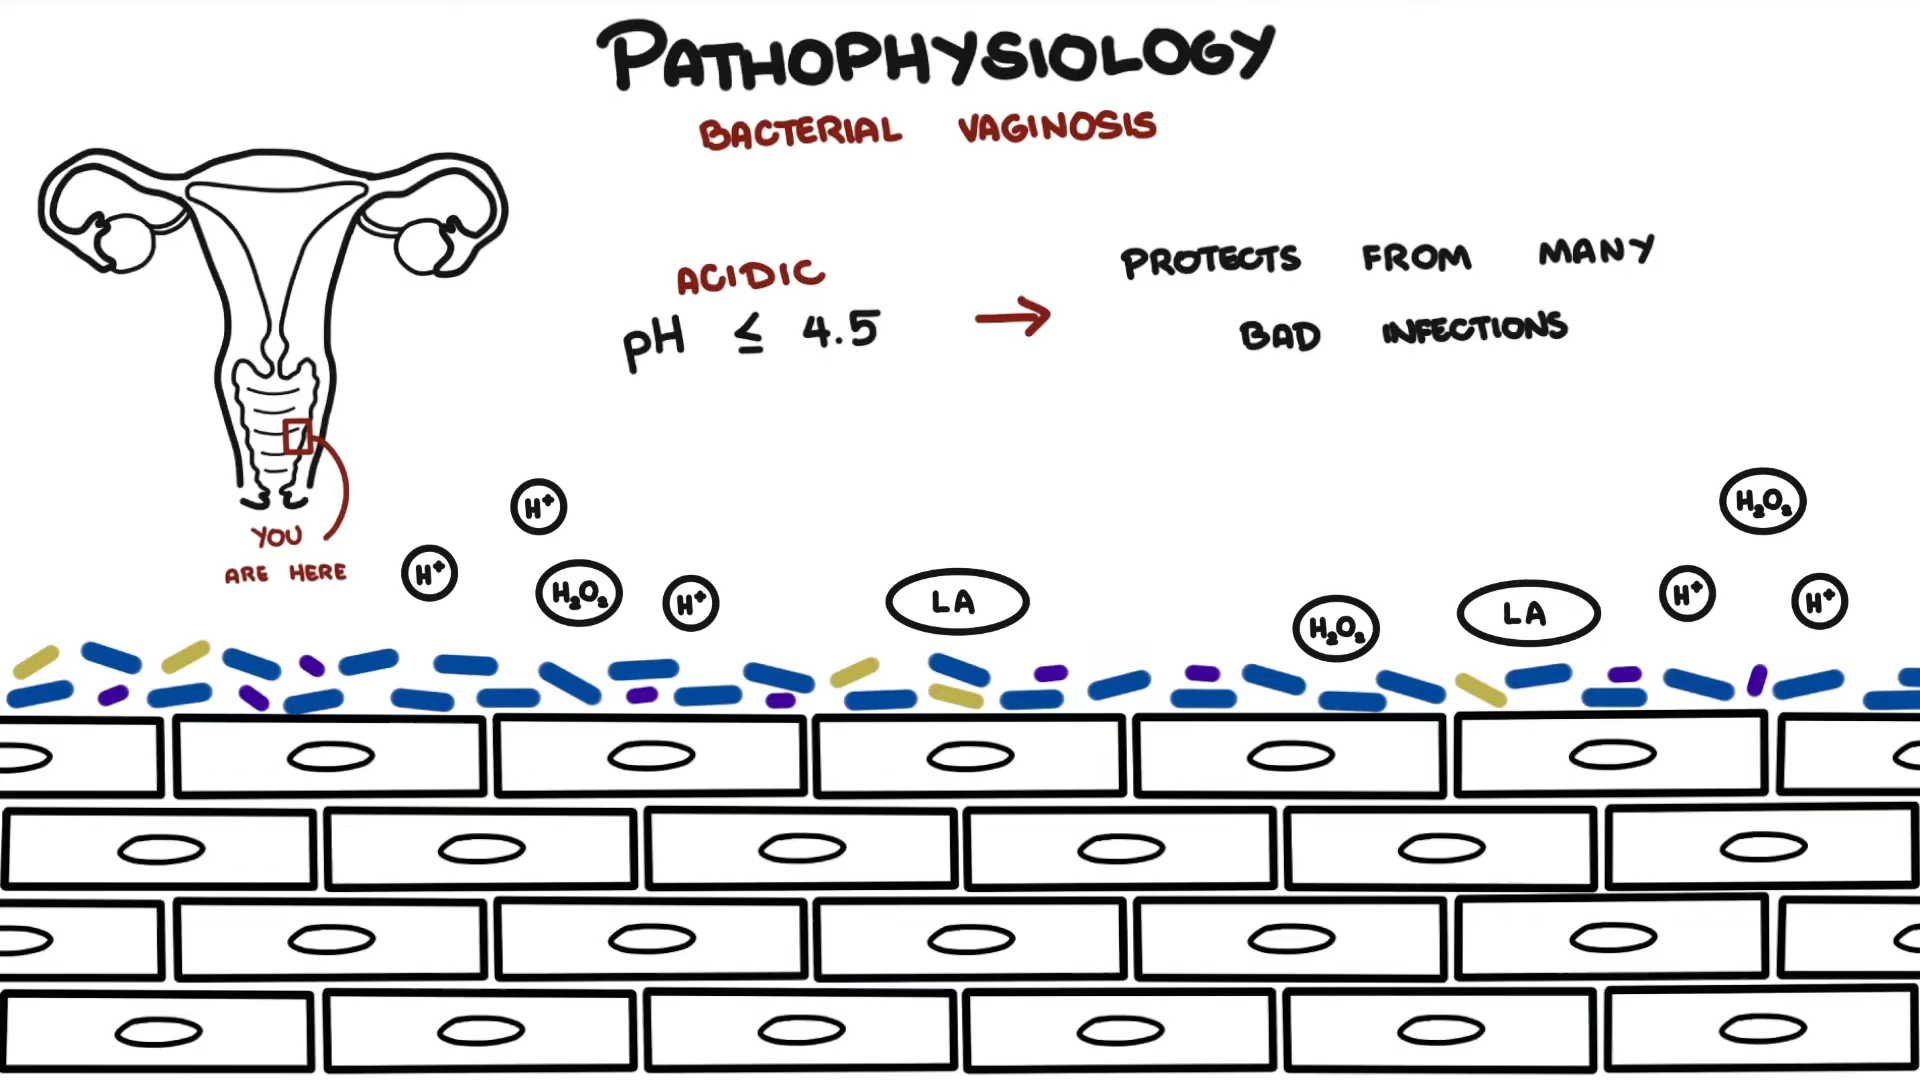 PATHOPHYSIOLOGY
BACTERIAL VAGINOSIS
ACIDIC
pH ≤ 4.5
→
PROTECTS FROM MANY
BAD INFECTIONS
YOU
ARE HERE
H⁺
H⁺
H₂O₂
H⁺
LA
H₂O₂
LA
H₂O₂
H⁺
H⁺